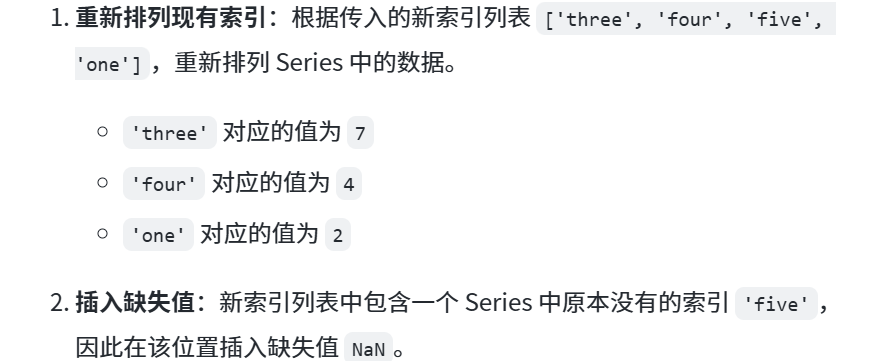 1. 重新排列现有索引：根据传入的新索引列表 ['three', 'four', 'five',
'one'] ，重新排列 Series 中的数据。
○ 'three' 对应的值为 7
○ 'four' 对应的值为 4
○ 'one' 对应的值为 2
2. 插入缺失值：新索引列表中包含一个 Series 中原本没有的索引 'five' ，
因此在该位置插入缺失值 NaN 。